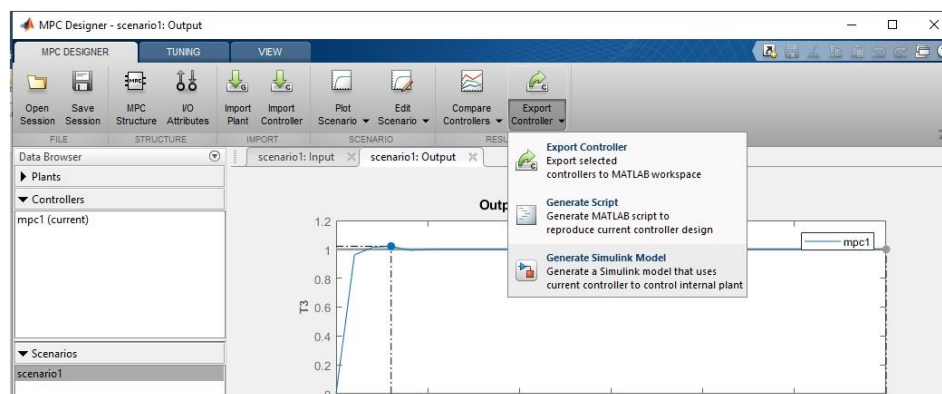 MPC Designer - scenario1: Output
MPC DESIGNER TUNING VIEW
Open Session
Save Session
MPC Structure
I/O Attributes
Import Plant
Import Controller
Plot Scenario
Edit Scenario
Compare Controllers
Export Controller
FILE STRUCTURE IMPORT SCENARIO RESU
Data Browser
scenario1: Input
scenario1: Output
Plants
Controllers
mpc1 (current)
Scenarios
scenario1
Export Controller
Export selected
controllers to MATLAB workspace
Generate Script
Generate MATLAB script to
reproduce current controller design
Generate Simulink Model
Generate a Simulink model that uses
current controller to control internal plant
Outp
mpc1
T3
1.2
1
0.8
0.6
0.4
0.2
0